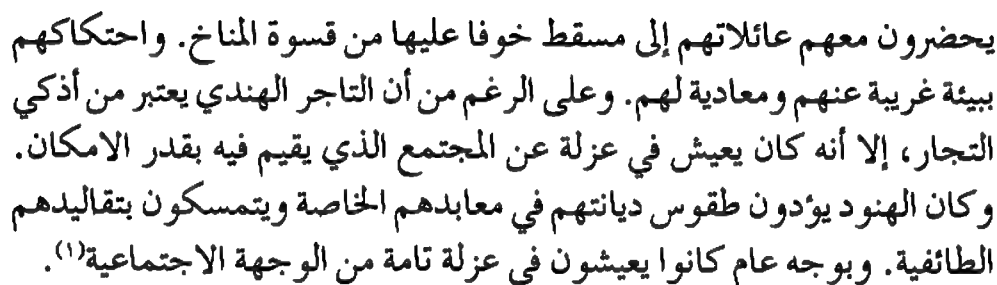 يحضرون معهم عائلاتهم إلى مسقط خوفا عليها من قسوة المناخ. واحتكاكهم
ببيئة غريبة عنهم ومعادية لهم. وعلى الرغم من أن التاجر الهندي يعتبر من أذكي
التجار، إلا أنه كان يعيش في عزلة عن المجتمع الذي يقيم فيه بقدر الامكان.
وكان الهنود يؤدون طقوس ديانتهم في معابدهم الخاصة ويتمسكون بتقاليدهم
الطائفية. وبوجه عام كانوا يعيشون في عزلة تامة من الوجهة الاجتماعية(١).